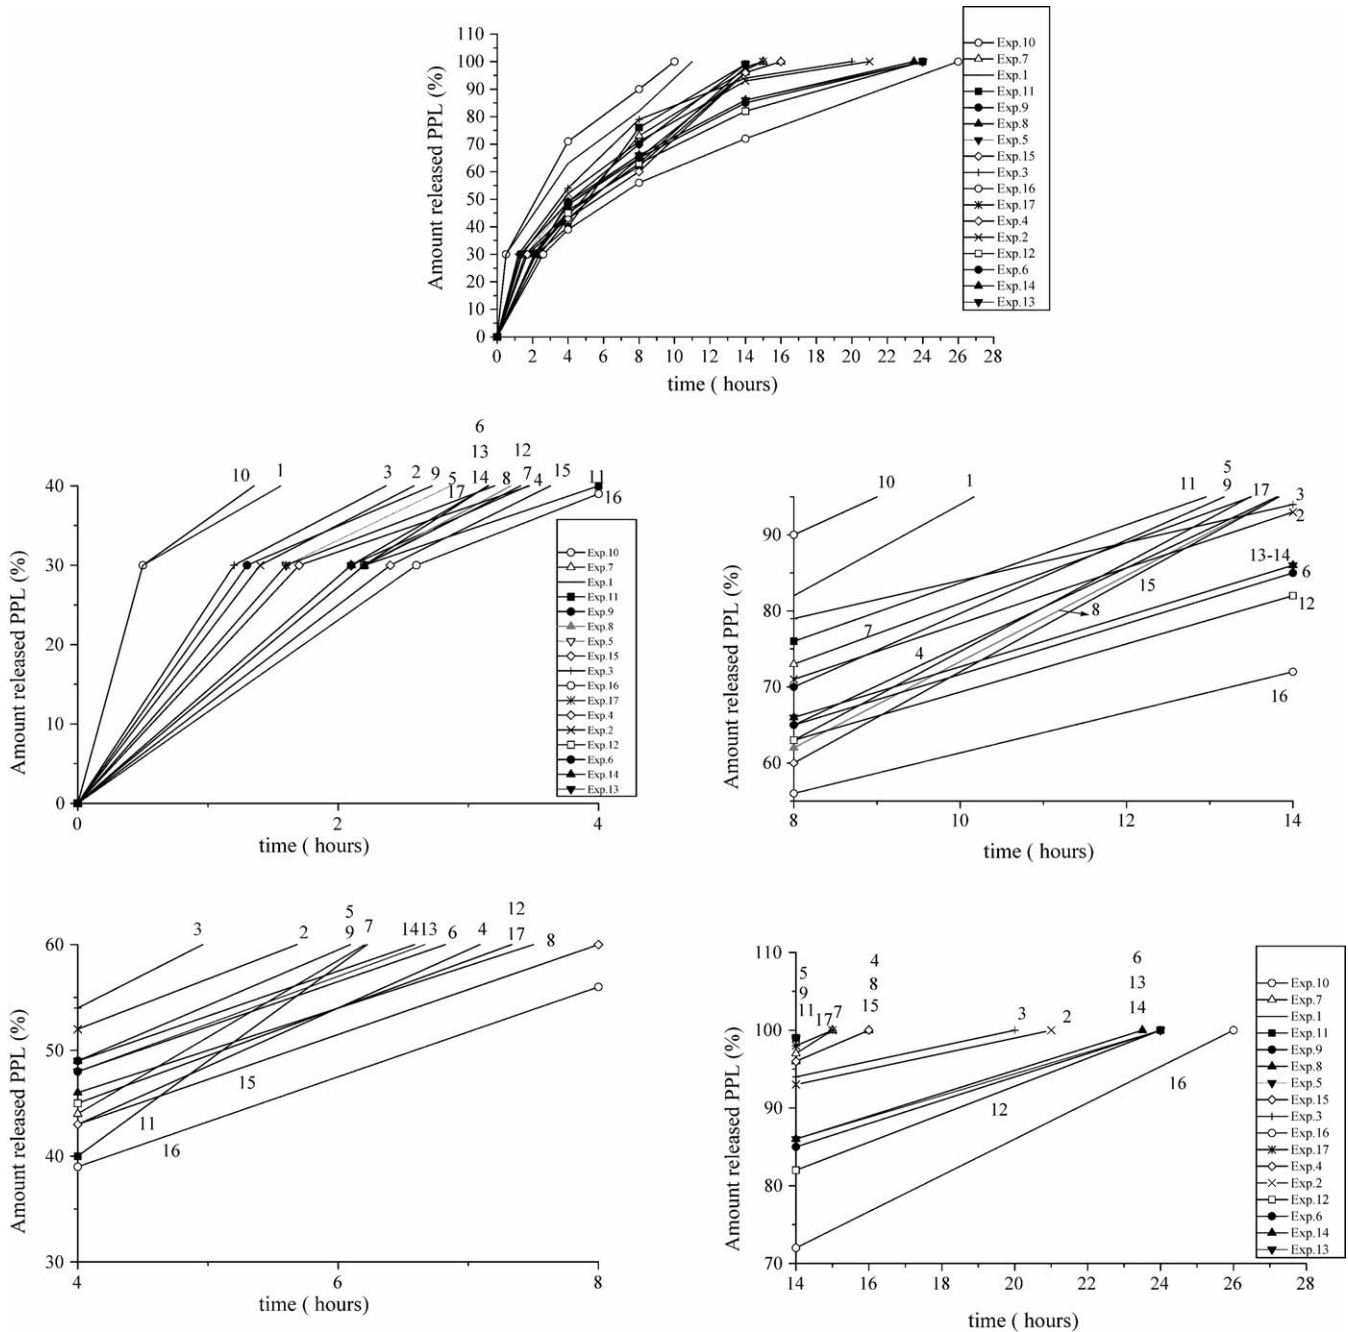 110
100
90
80
70
60
50
40
30
20
10
0
Amount released PPL (%)
0 2 4 6 8 10 12 14 16 18 20 22 24 26 28
time ( hours)
Exp.10
Exp.7
Exp.1
Exp.11
Exp.9
Exp.8
Exp.5
Exp.15
Exp.3
Exp.16
Exp.17
Exp.4
Exp.2
Exp.12
Exp.6
Exp.14
Exp.13
6
13 12
10 1 3 2 9 5 14 8 7 4 15 11
17 16
40
30
20
10
0
Amount released PPL (%)
0 2 4
time ( hours)
Exp.10
Exp.7
Exp.1
Exp.11
Exp.9
Exp.8
Exp.5
Exp.15
Exp.3
Exp.16
Exp.17
Exp.4
Exp.2
Exp.12
Exp.6
Exp.14
Exp.13
5
10 1 11 9 17 3
2
13-14
15 6
8 12
7
4
16
90
80
70
60
Amount released PPL (%)
8 10 12 14
time ( hours)
12
5
3 2 9 7 1413 6 4 17 8
15
11
16
60
50
40
30
Amount released PPL (%)
4 6 8
time ( hours)
4 6
5 8 13
9 15 14
11 17 7 3 2
12 16
110
100
90
80
70
Amount released PPL (%)
14 16 18 20 22 24 26 28
time ( hours)
Exp.10
Exp.7
Exp.1
Exp.11
Exp.9
Exp.8
Exp.5
Exp.15
Exp.3
Exp.16
Exp.17
Exp.4
Exp.2
Exp.12
Exp.6
Exp.14
Exp.13